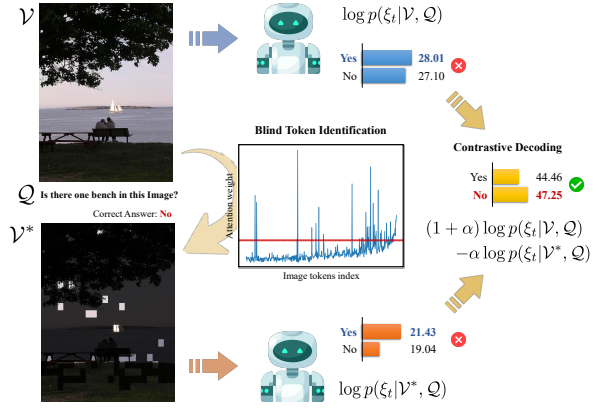 𝒱
log p(ξₜ|𝒱, 𝒬)
Yes 28.01
No 27.10
Blind Token Identification
Attention weight
Image tokens index
Contrastive Decoding
Yes 44.46
No 47.25
(1 + α) log p(ξₜ|𝒱, 𝒬)
−α log p(ξₜ|𝒱*, 𝒬)
𝒬 Is there one bench in this Image?
Correct Answer: No
𝒱*
Yes 21.43
No 19.04
log p(ξₜ|𝒱*, 𝒬)